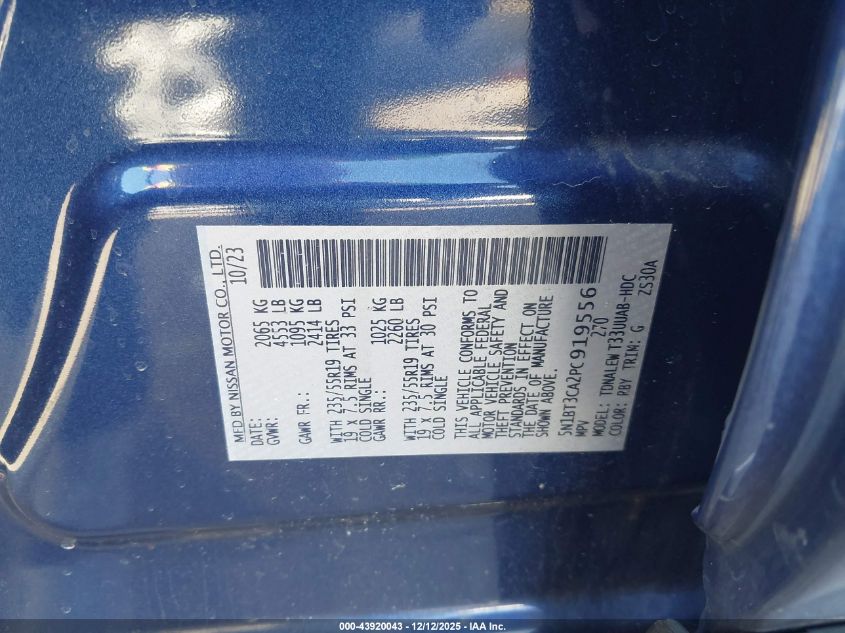 MFD BY NISSAN MOTOR CO., LTD.
DATE: 10/23
GVWR: 2065 KG
4553 LB
GAWR FR.: 1095 KG
2414 LB
WITH 235/55R19 TIRES
19 X 7.5 RIMS AT 33 PSI
COLD SINGLE
GAWR RR.: 1025 KG
2260 LB
WITH 235/55R19 TIRES
19 X 7.5 RIMS AT 30 PSI
COLD SINGLE
THIS VEHICLE CONFORMS TO
ALL APPLICABLE FEDERAL
MOTOR VEHICLE SAFETY AND
THEFT PREVENTION
STANDARDS IN EFFECT ON
THE DATE OF MANUFACTURE
SHOWN ABOVE.
5N1BT3CA2PC919556
MPV 270
MODEL: TDNALEW T33UUAB-HDC
COLOR: RBY TRIM: G ZS30A
000-43920043 - 12/12/2025 - IAA Inc.